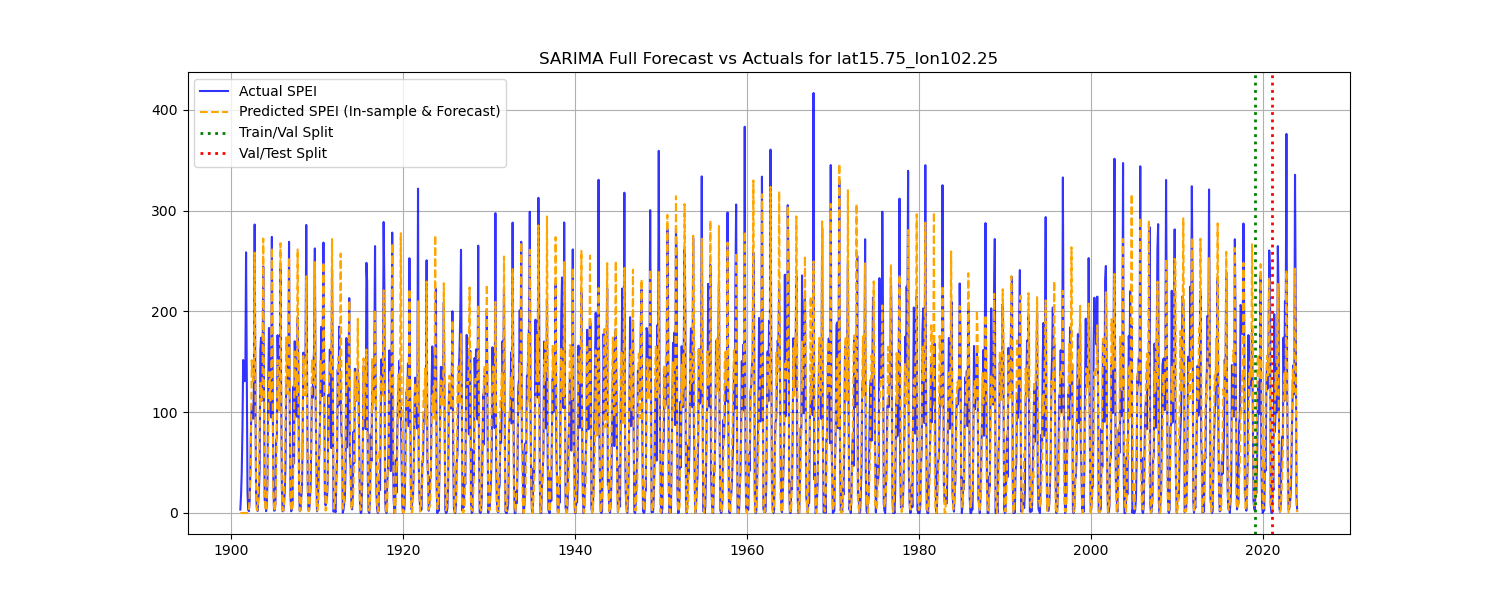 SARIMA Full Forecast vs Actuals for lat15.75_lon102.25
Actual SPEI
Predicted SPEI (In-sample & Forecast)
Train/Val Split
Val/Test Split
400
300
200
100
0
1900 1920 1940 1960 1980 2000 2020